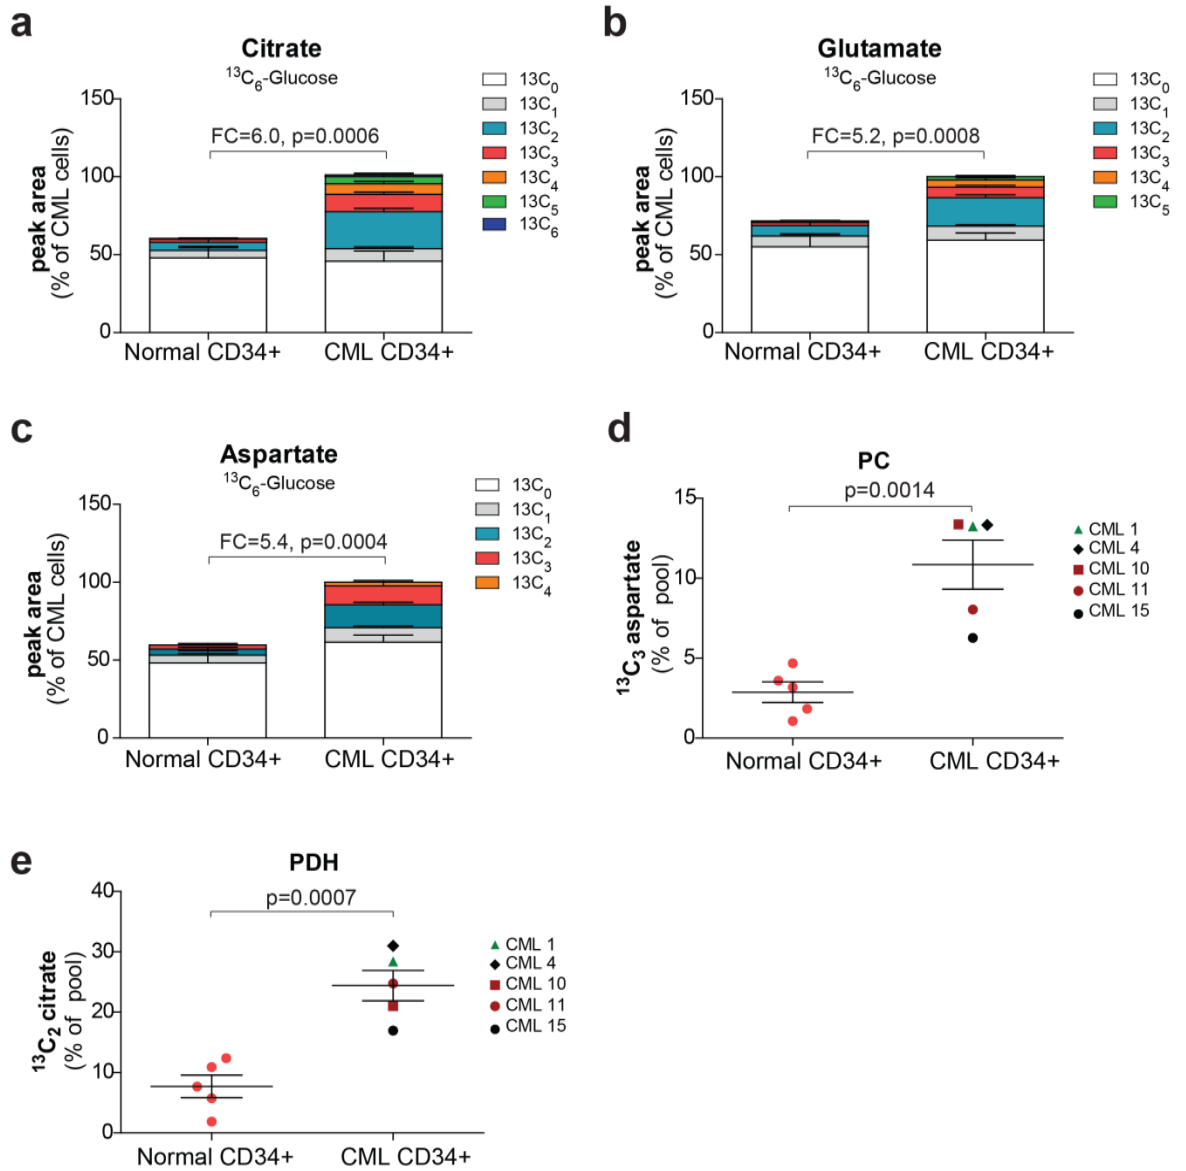 a
Citrate
13C6-Glucose
peak area
(% of CML cells)
150
100
50
0
FC=6.0, p=0.0006
Normal CD34+
CML CD34+
13C0
13C1
13C2
13C3
13C4
13C5
13C6
b
Glutamate
13C6-Glucose
peak area
(% of CML cells)
150
100
50
0
FC=5.2, p=0.0008
Normal CD34+
CML CD34+
13C0
13C1
13C2
13C3
13C4
13C5
c
Aspartate
13C6-Glucose
peak area
(% of CML cells)
150
100
50
0
FC=5.4, p=0.0004
Normal CD34+
CML CD34+
13C0
13C1
13C2
13C3
13C4
d
PC
p=0.0014
13C3 aspartate
(% of pool)
15
10
5
0
Normal CD34+
CML CD34+
CML 1
CML 4
CML 10
CML 11
CML 15
e
PDH
p=0.0007
13C2 citrate
(% of pool)
40
30
20
10
0
Normal CD34+
CML CD34+
CML 1
CML 4
CML 10
CML 11
CML 15